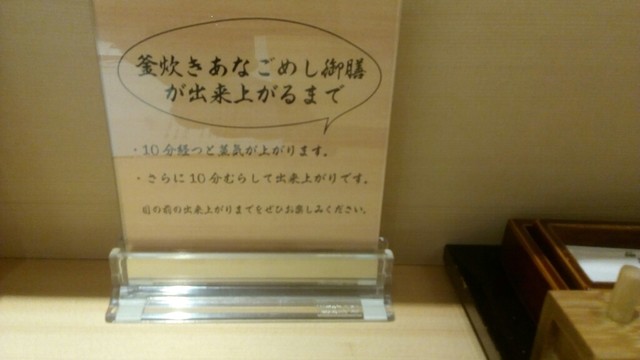 釜炊きあなごめし御膳
が出来上がるまで
・10分経つと蒸気が上がります。
・さらに10分むらして出来上がりです。
目の前の出来上がりまでをぜひお楽しみください。